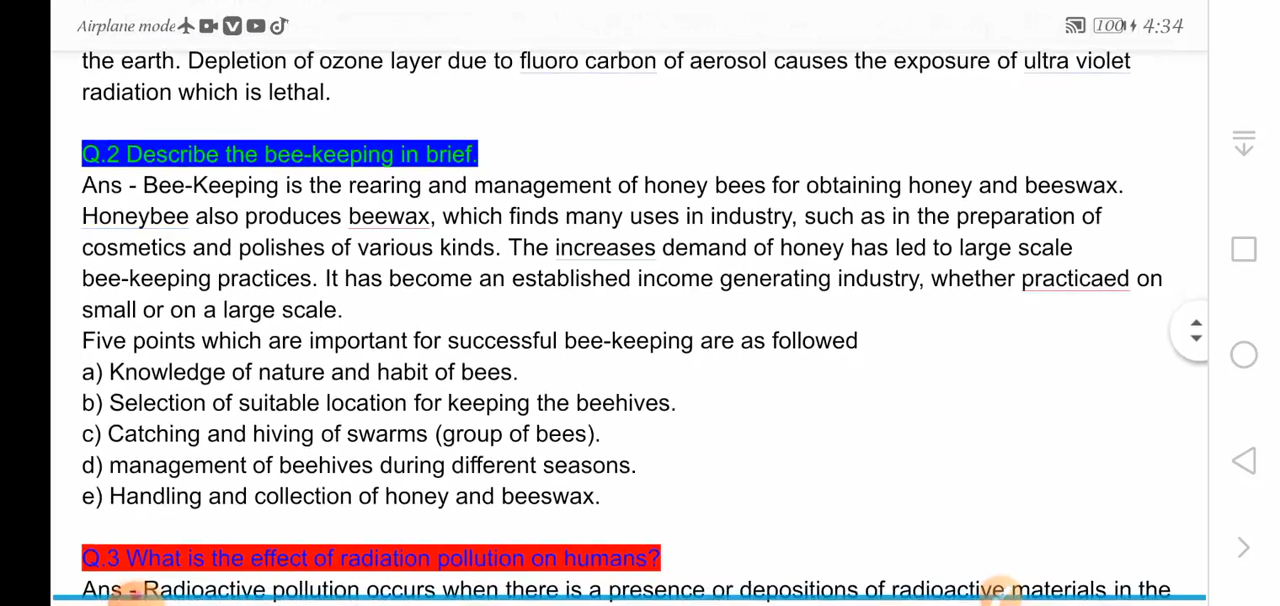 Airplane mode 100 4:34
the earth. Depletion of ozone layer due to fluoro carbon of aerosol causes the exposure of ultra violet
radiation which is lethal.
Q.2 Describe the bee-keeping in brief.
Ans - Bee-Keeping is the rearing and management of honey bees for obtaining honey and beeswax.
Honeybee also produces beewax, which finds many uses in industry, such as in the preparation of
cosmetics and polishes of various kinds. The increases demand of honey has led to large scale
bee-keeping practices. It has become an established income generating industry, whether practicaed on
small or on a large scale.
Five points which are important for successful bee-keeping are as followed
a) Knowledge of nature and habit of bees.
b) Selection of suitable location for keeping the beehives.
c) Catching and hiving of swarms (group of bees).
d) management of beehives during different seasons.
e) Handling and collection of honey and beeswax.
Q.3 What is the effect of radiation pollution on humans?
Ans - Radioactive pollution occurs when there is a presence or depositions of radioactive materials in the